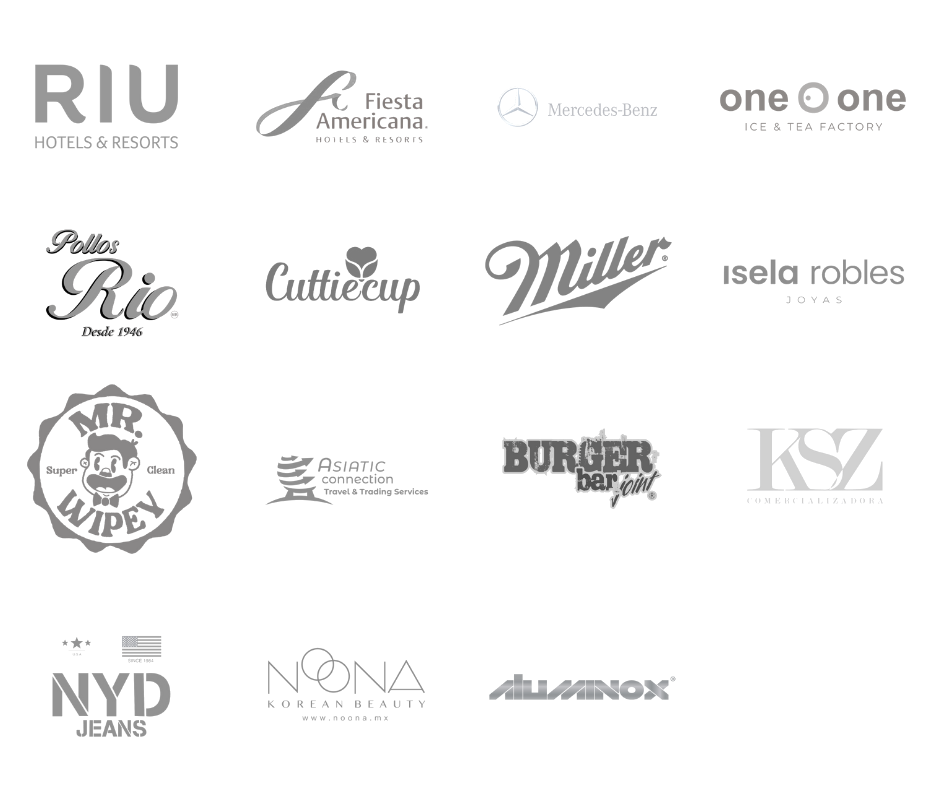 RIU
HOTELS & RESORTS
Fiesta
Americana.
HOTELS & RESORTS
Mercedes-Benz
one one
ICE & TEA FACTORY
Pollos
Rio
Desde 1946
Cuttiecup
Miller®
ısela robles
JOYAS
MR.
Super Clean
WIPEY
ASIATIC
connection
Travel & Trading Services
BURGER
bar joint
®
KSZ
COMERCIALIZADORA
NYD
JEANS
NOONA
KOREAN BEAUTY
www.noona.mx
ALUMINOX®